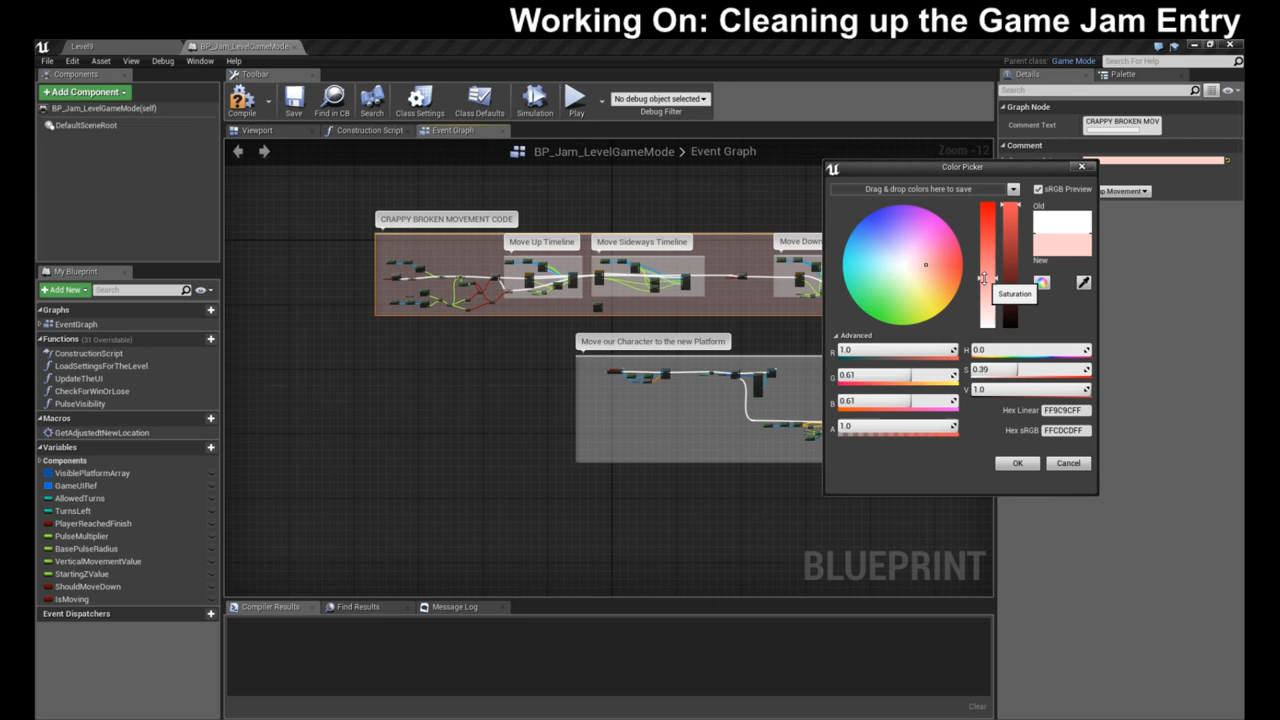 Working On: Cleaning up the Game Jam Entry
Level9
BP_Jam_LevelGameMode
File Edit Asset View Debug Window Help
Parent class: Game Mode
Search For Help
Components
Toolbar
Details
Palette
+Add Component
BP_Jam_LevelGameMode(self)
DefaultSceneRoot
Compile
Save
Find in CB
Search
Class Settings
Class Defaults
Simulation
Play
No debug object selected
Debug Filter
Search
Graph Node
Comment Text
CRAPPY BROKEN MOV
Comment
p Movement
Viewport
Construction Script
Event Graph
BP_Jam_LevelGameMode > Event Graph
Zoom -12
CRAPPY BROKEN MOVEMENT CODE
Move Up Timeline
Move Sideways Timeline
Move Down
Move our Character to the new Platform
BLUEPRINT
Color Picker
Drag & drop colors here to save
sRGB Preview
Old
New
Saturation
Advanced
R 1.0
G 0.61
B 0.61
A 1.0
H 0.0
S 0.39
V 1.0
Hex Linear FF9C9CFF
Hex sRGB FFCDCDFF
OK
Cancel
My Blueprint
+Add New
Search
Graphs
EventGraph
Functions (31 Overridable)
ConstructionScript
LoadSettingsForTheLevel
UpdateTheUI
CheckForWinOrLose
PulseVisibility
Macros
GetAdjustedtNewLocation
Variables
Components
VisiblePlatformArray
GameUIRef
AllowedTurns
TurnsLeft
PlayerReachedFinish
PulseMultiplier
BasePulseRadius
VerticalMovementValue
StartingZValue
ShouldMoveDown
IsMoving
Event Dispatchers
Compiler Results
Find Results
Message Log
Clear